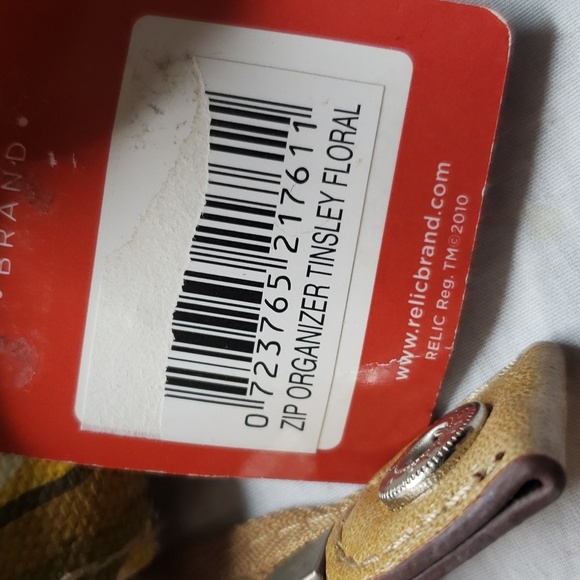 BRAND
0 723765 217611
ZIP ORGANIZER TINSLEY FLORAL
www.relicbrand.com
RELIC Reg. TM©2010